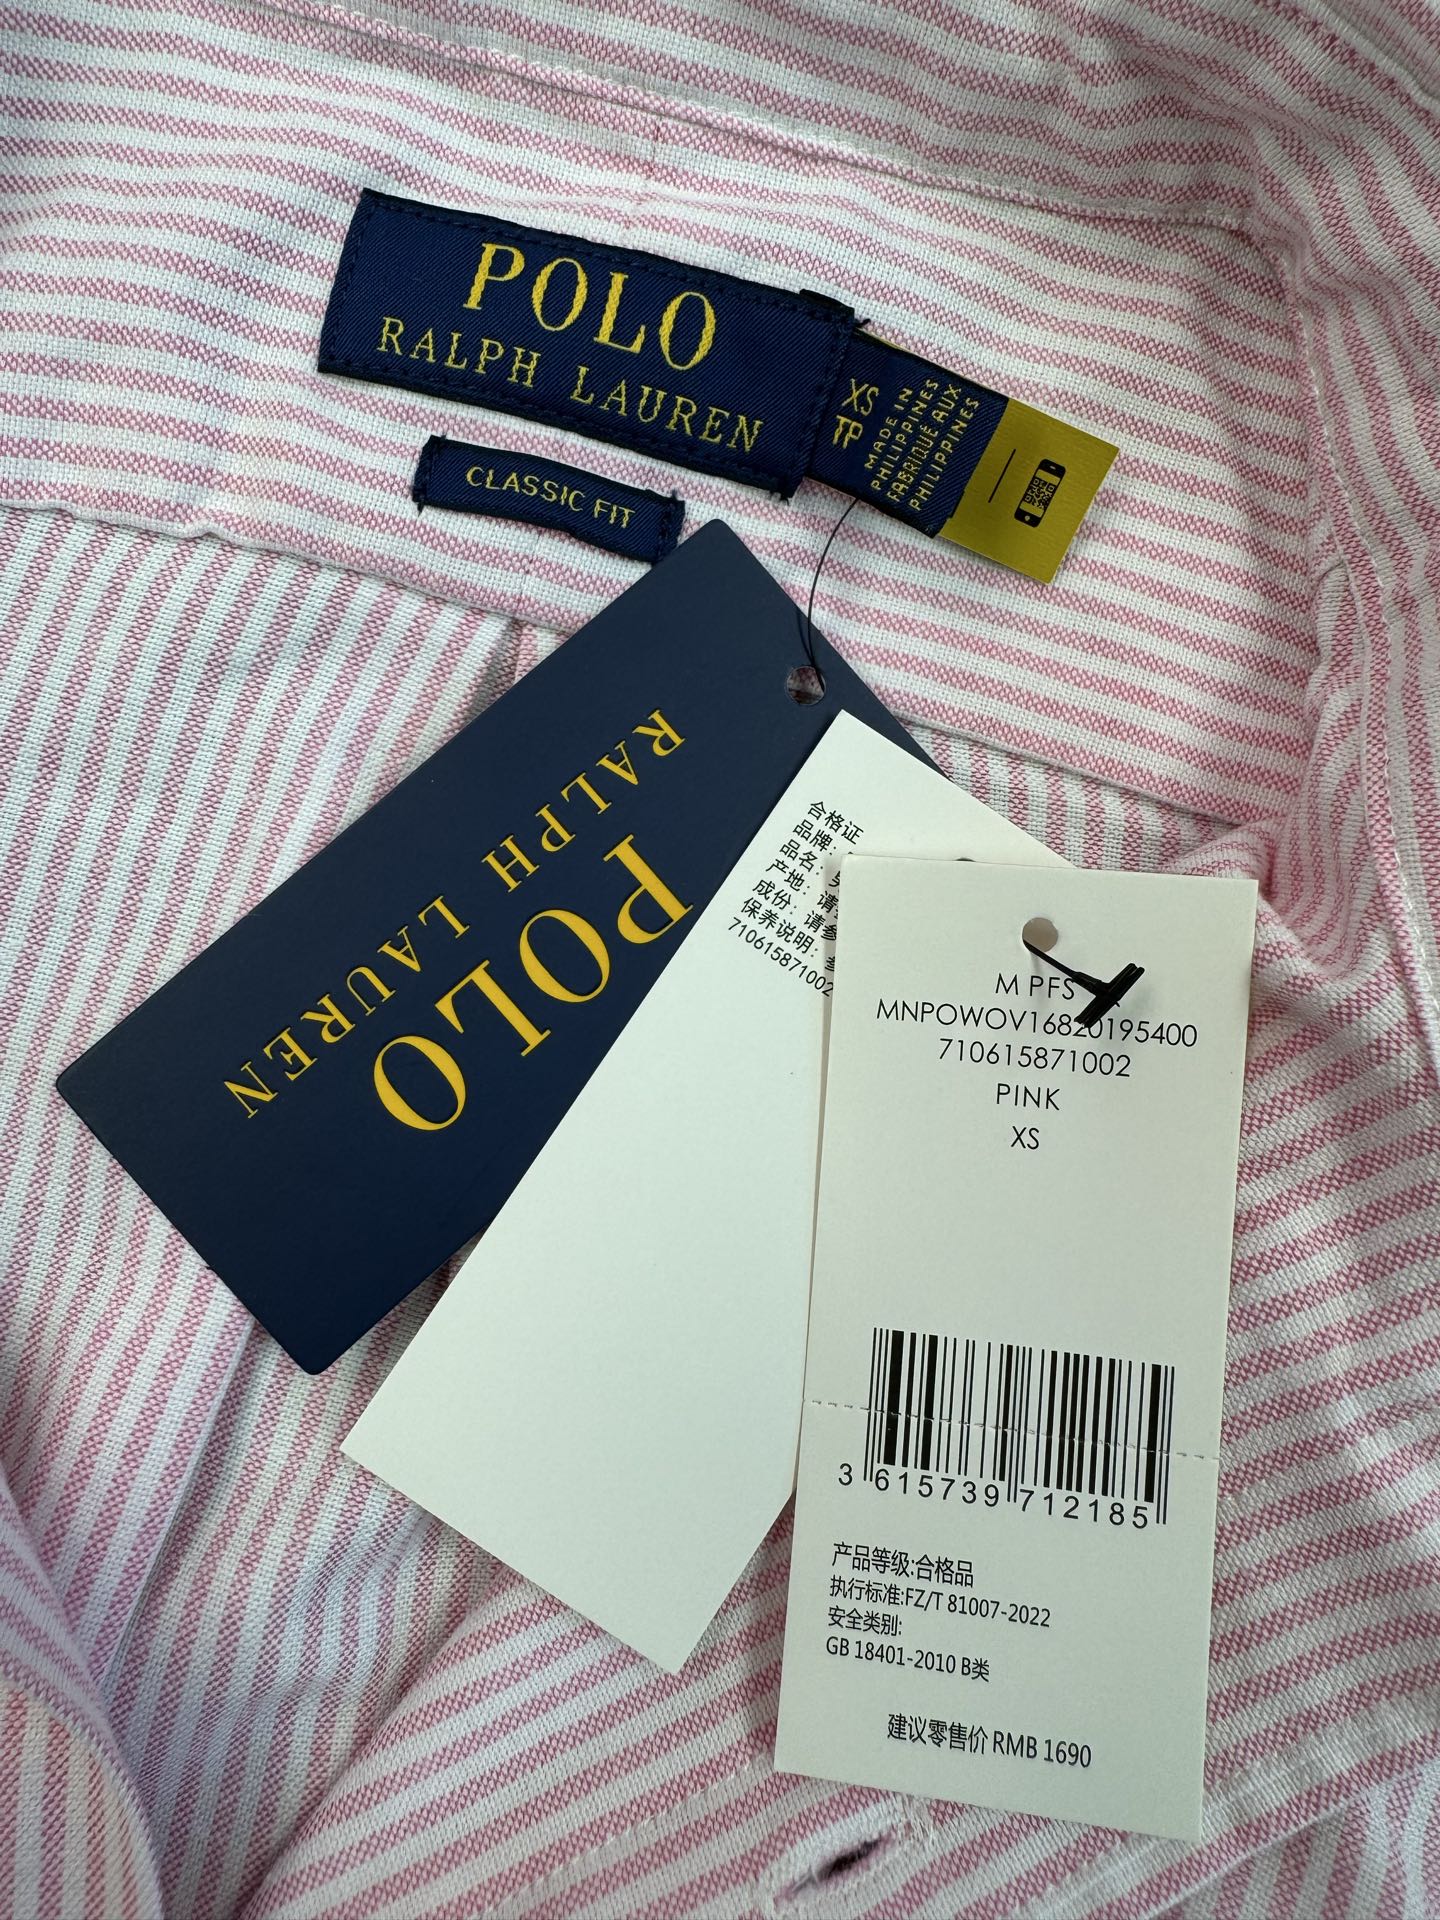 POLO
RALPH LAUREN
XS
TP
MADE IN
PHILIPPINES
FABRIQUÉ AUX
PHILIPPINES
CLASSIC FIT
POLO
RALPH LAUREN
合格证
品牌:
品名:
产地: 请
成份: 请参
保养说明:
710615871002
M PFS
MNPOWOV16820195400
710615871002
PINK
XS
3 615739 712185
产品等级:合格品
执行标准:FZ/T 81007-2022
安全类别:
GB 18401-2010 B类
建议零售价 RMB 1690